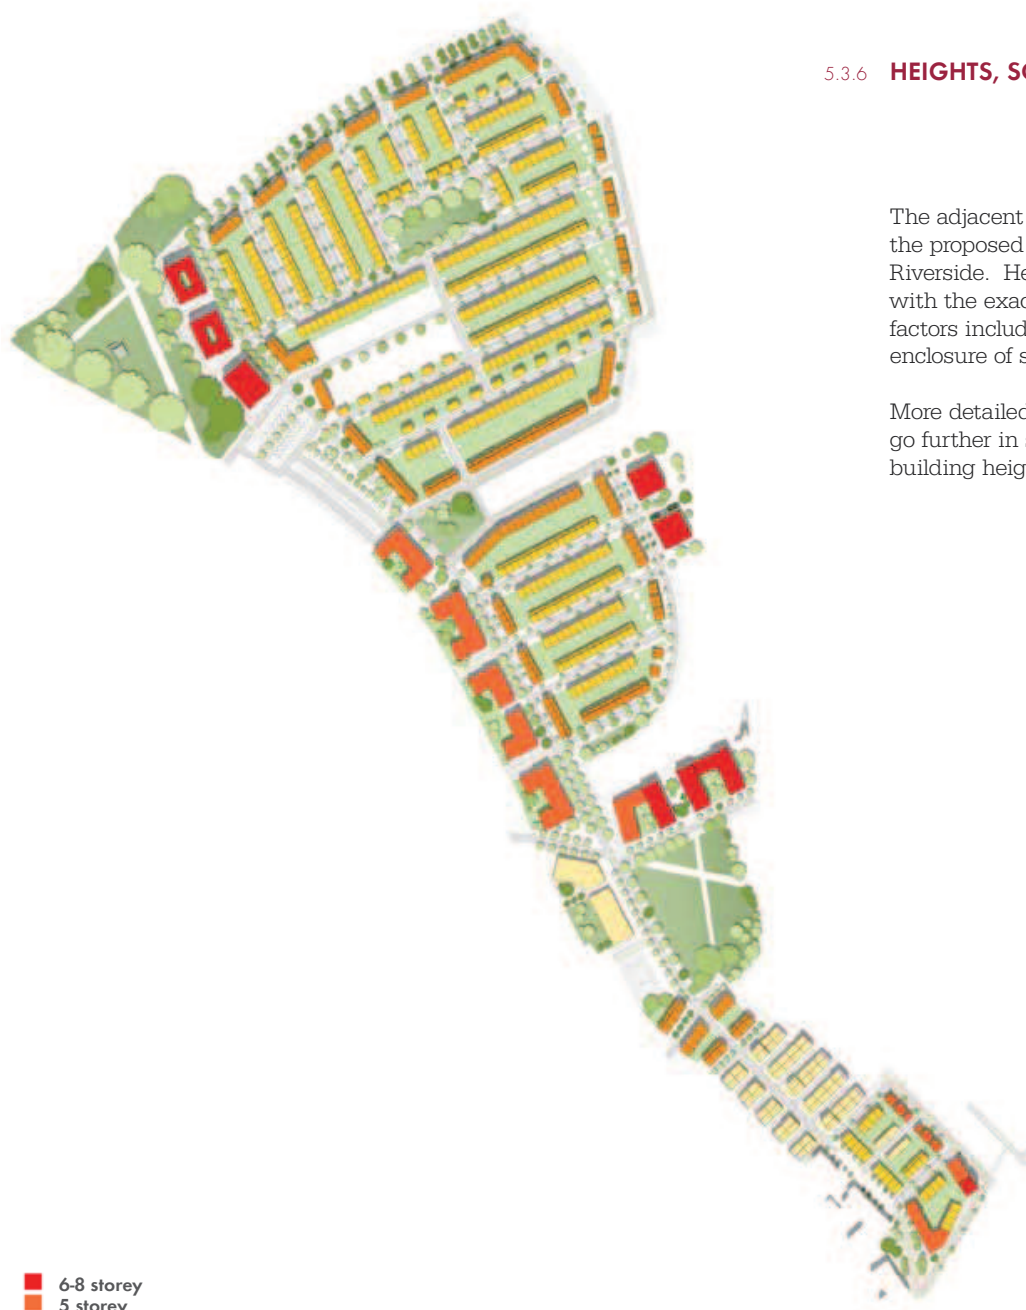 5.3.6 HEIGHTS, SC
The adjacent
the proposed
Riverside. He
with the exac
factors includ
enclosure of s
More detailed
go further in
building heig
6-8 storey
5 storey